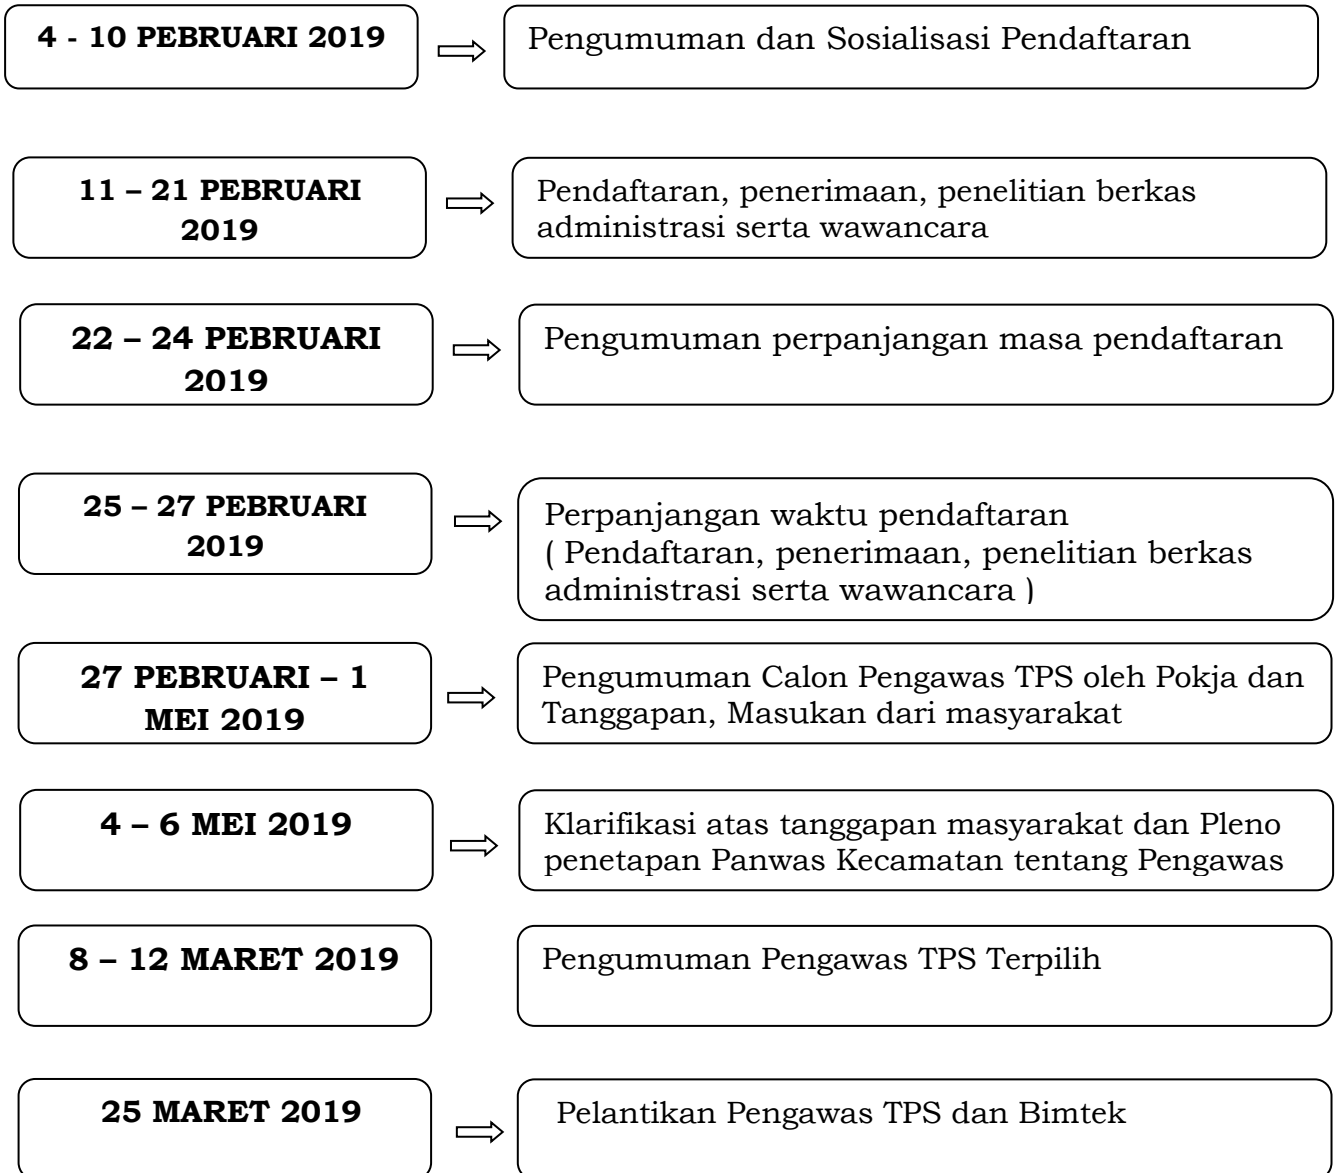 4 - 10 PEBRUARI 2019
Pengumuman dan Sosialisasi Pendaftaran
11 – 21 PEBRUARI
2019
Pendaftaran, penerimaan, penelitian berkas
administrasi serta wawancara
22 – 24 PEBRUARI
2019
Pengumuman perpanjangan masa pendaftaran
25 – 27 PEBRUARI
2019
Perpanjangan waktu pendaftaran
( Pendaftaran, penerimaan, penelitian berkas
administrasi serta wawancara )
27 PEBRUARI – 1
MEI 2019
Pengumuman Calon Pengawas TPS oleh Pokja dan
Tanggapan, Masukan dari masyarakat
4 – 6 MEI 2019
Klarifikasi atas tanggapan masyarakat dan Pleno
penetapan Panwas Kecamatan tentang Pengawas
8 – 12 MARET 2019
Pengumuman Pengawas TPS Terpilih
25 MARET 2019
Pelantikan Pengawas TPS dan Bimtek